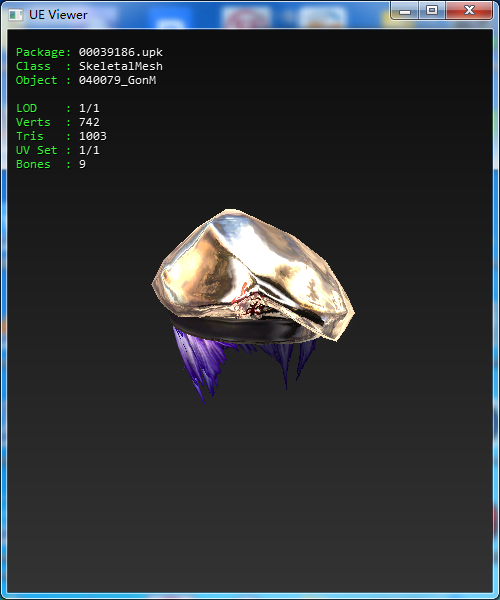 UE Viewer
Package: 00039186.upk
Class : SkeletalMesh
Object : 040079_GonM
LOD : 1/1
Verts : 742
Tris : 1003
UV Set : 1/1
Bones : 9